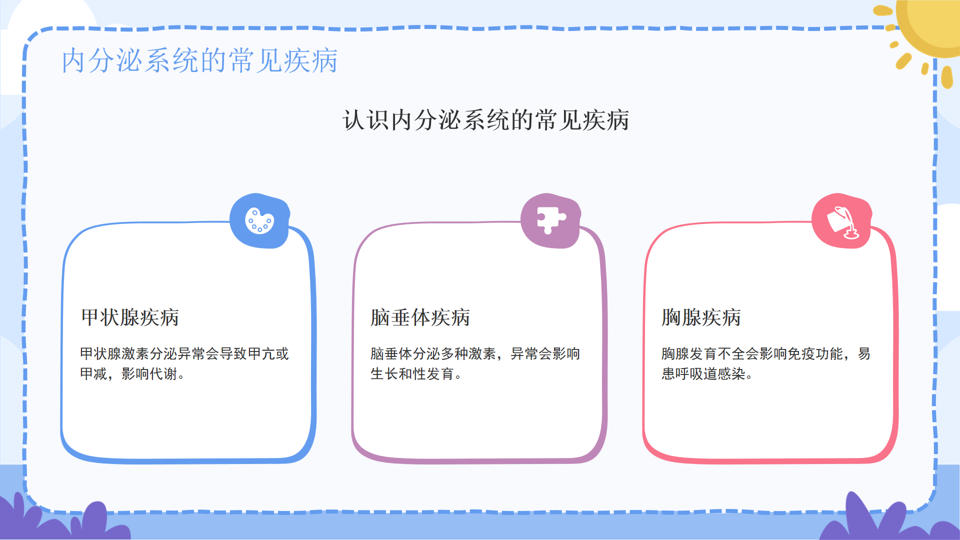 内分泌系统的常见疾病
认识内分泌系统的常见疾病
甲状腺疾病
甲状腺激素分泌异常会导致甲亢或
甲减，影响代谢。
脑垂体疾病
脑垂体分泌多种激素，异常会影响
生长和性发育。
胸腺疾病
胸腺发育不全会影响免疫功能，易
患呼吸道感染。